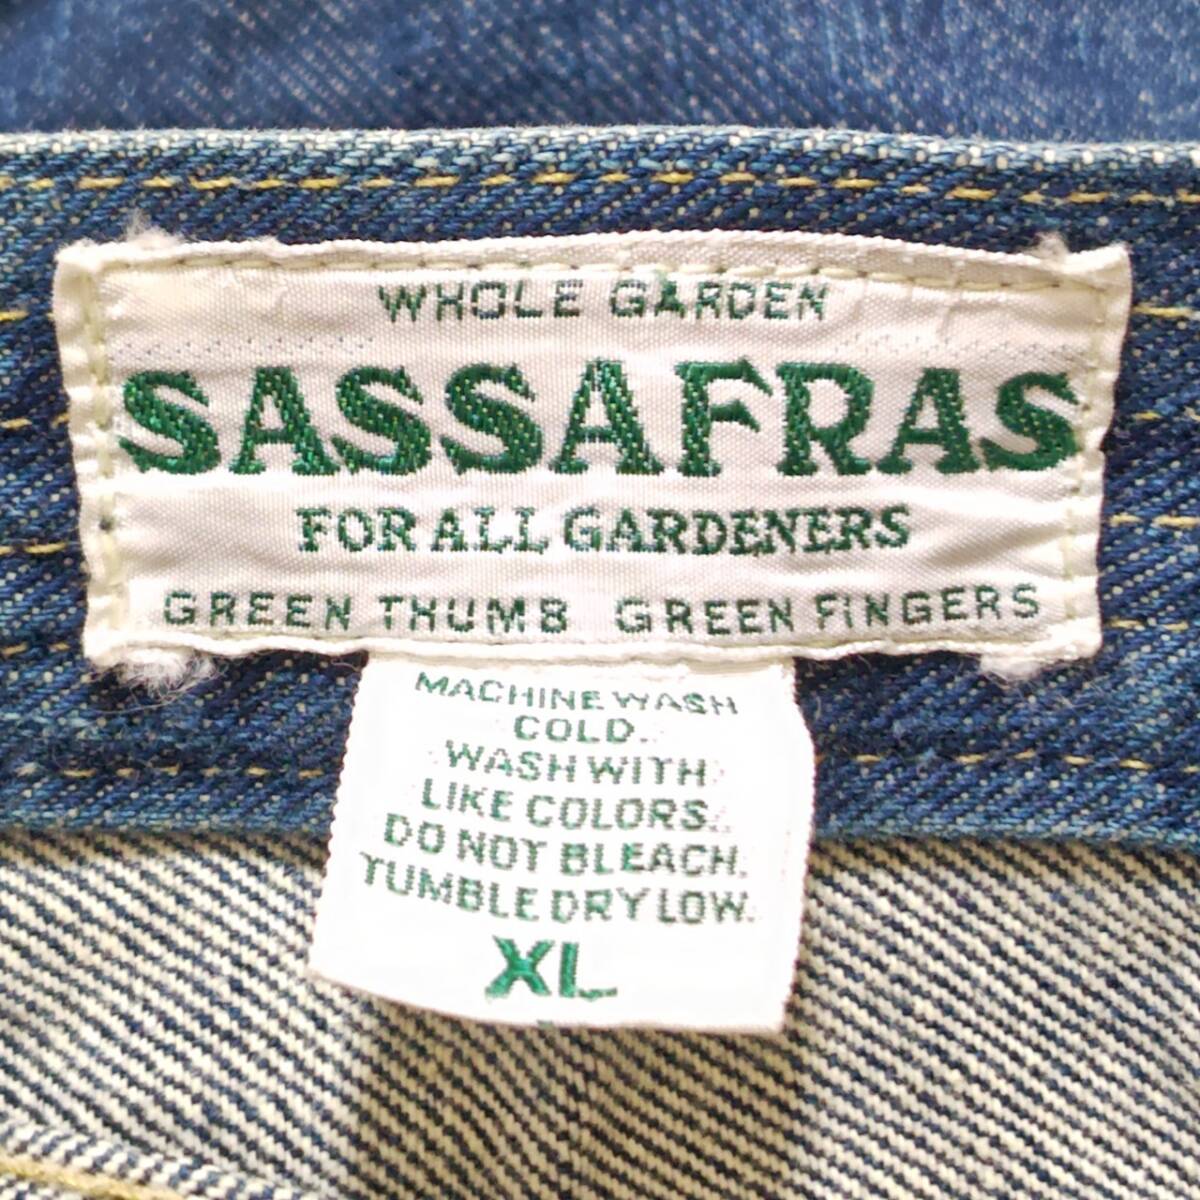 WHOLE GARDEN
SASSAFRAS
FOR ALL GARDENERS
GREEN THUMB GREEN FINGERS
MACHINE WASH
COLD.
WASH WITH
LIKE COLORS.
DO NOT BLEACH.
TUMBLE DRY LOW.
XL